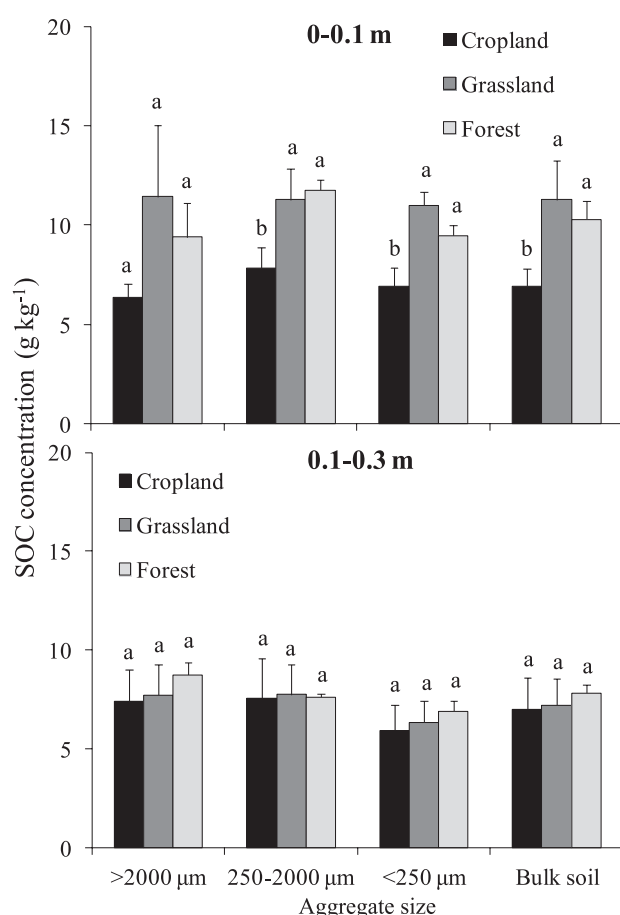 20
0-0.1 m
Cropland
Grassland
Forest
15
10
5
0
a
a
a
b
a
a
b
a
a
b
a
a
SOC concentration (g kg-1)
20
0.1-0.3 m
Cropland
Grassland
Forest
15
10
5
0
a
a
a
a
a
a
a
a
a
a
a
a
>2000 µm
250-2000 µm
<250 µm
Bulk soil
Aggregate size